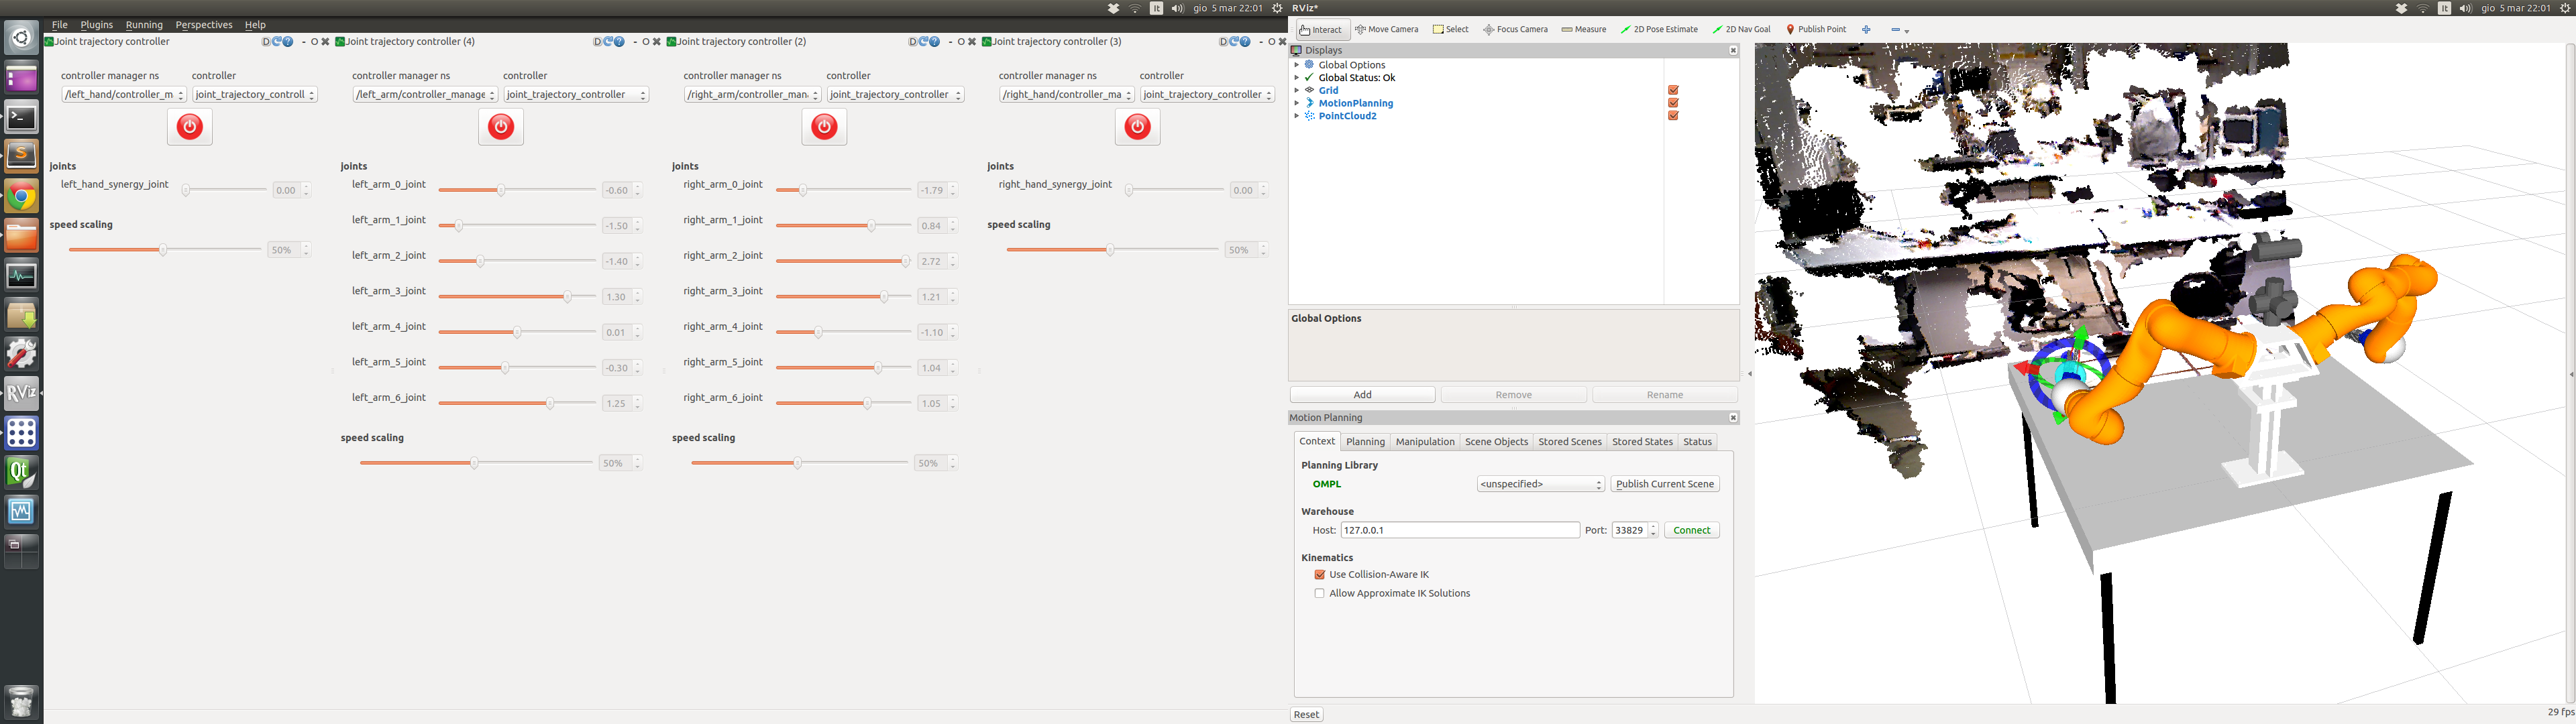 It gio 5 mar 22:01
File Plugins Running Perspectives Help
Joint trajectory controller D C ? - O
controller manager ns controller
/left_hand/controller_m joint_trajectory_controll
joints
left_hand_synergy_joint 0.00
speed scaling
50%
Joint trajectory controller (4) D C ? - O
controller manager ns controller
/left_arm/controller_manage joint_trajectory_controller
joints
left_arm_0_joint -0.60
left_arm_1_joint -1.50
left_arm_2_joint -1.40
left_arm_3_joint 1.30
left_arm_4_joint 0.01
left_arm_5_joint -0.30
left_arm_6_joint 1.25
speed scaling
50%
Joint trajectory controller (2) D C ? - O
controller manager ns controller
/right_arm/controller_man joint_trajectory_controller
joints
right_arm_0_joint -1.79
right_arm_1_joint 0.84
right_arm_2_joint 2.72
right_arm_3_joint 1.21
right_arm_4_joint -1.10
right_arm_5_joint 1.04
right_arm_6_joint 1.05
speed scaling
50%
Joint trajectory controller (3) D C ? - O
controller manager ns controller
/right_hand/controller_ma joint_trajectory_controller
joints
right_hand_synergy_joint 0.00
speed scaling
50%
S
RViz
Qt
RViz* It gio 5 mar 22:01
Interact Move Camera Select Focus Camera Measure 2D Pose Estimate 2D Nav Goal Publish Point
Displays
Global Options
Global Status: Ok
Grid
MotionPlanning
PointCloud2
Global Options
Add Remove Rename
Motion Planning
Context Planning Manipulation Scene Objects Stored Scenes Stored States Status
Planning Library
OMPL <unspecified> Publish Current Scene
Warehouse
Host: 127.0.0.1 Port: 33829 Connect
Kinematics
Use Collision-Aware IK
Allow Approximate IK Solutions
Reset 29 fps